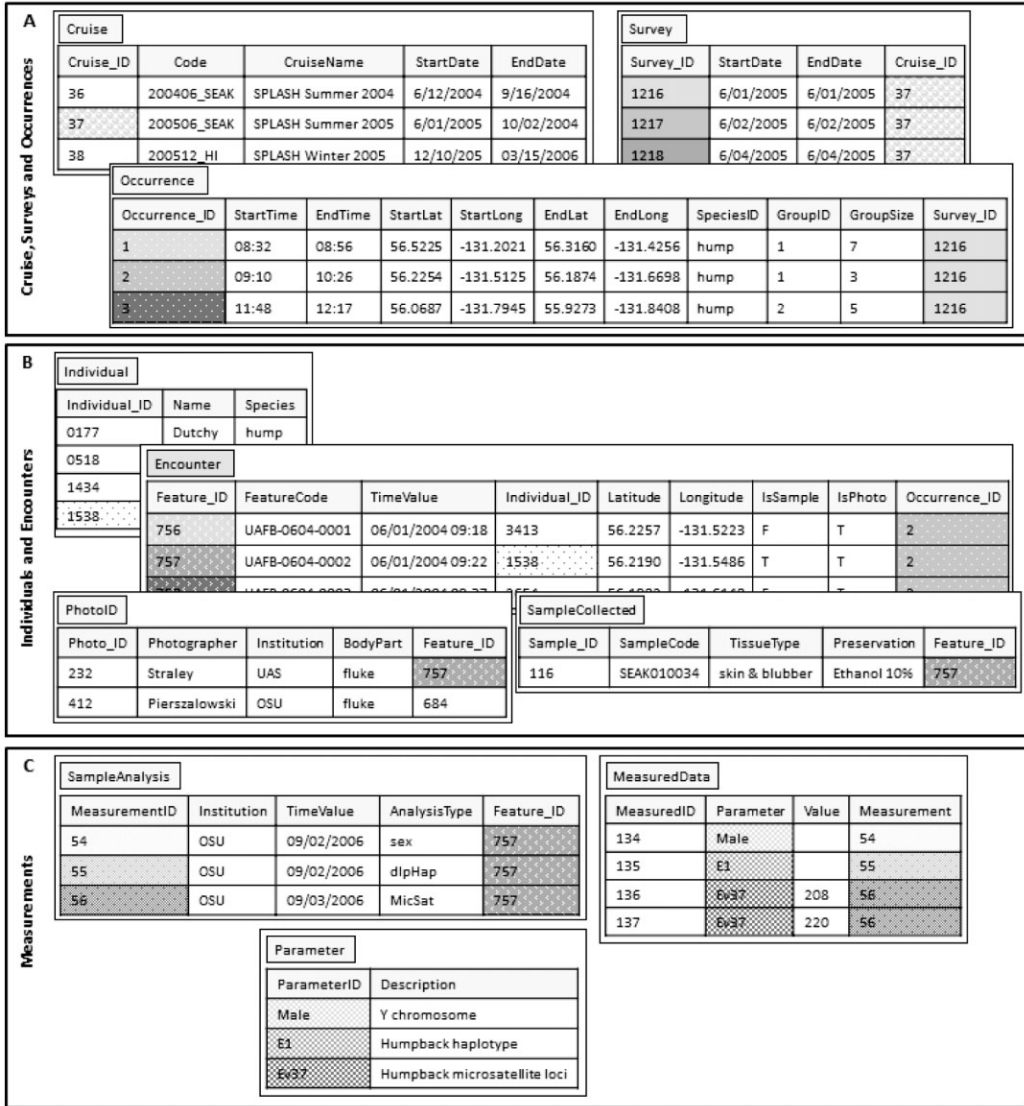 A
Cruise, Surveys and Occurrences
Cruise
Cruise_ID Code CruiseName StartDate EndDate
36 200406_SEAK SPLASH Summer 2004 6/12/2004 9/16/2004
37 200506_SEAK SPLASH Summer 2005 6/01/2005 10/02/2004
38 200512_HI SPLASH Winter 2005 12/10/205 03/15/2006
Survey
Survey_ID StartDate EndDate Cruise_ID
1216 6/01/2005 6/01/2005 37
1217 6/02/2005 6/02/2005 37
1218 6/04/2005 6/04/2005 37
Occurrence
Occurrence_ID StartTime EndTime StartLat StartLong EndLat EndLong SpeciesID GroupID GroupSize Survey_ID
1 08:32 08:56 56.5225 -131.2021 56.3160 -131.4256 hump 1 7 1216
2 09:10 10:26 56.2254 -131.5125 56.1874 -131.6698 hump 1 3 1216
3 11:48 12:17 56.0687 -131.7945 55.9273 -131.8408 hump 2 5 1216
B
Individuals and Encounters
Individual
Individual_ID Name Species
0177 Dutchy hump
0518
1434
1538
Encounter
Feature_ID FeatureCode TimeValue Individual_ID Latitude Longitude IsSample IsPhoto Occurrence_ID
756 UAFB-0604-0001 06/01/2004 09:18 3413 56.2257 -131.5223 F T 2
757 UAFB-0604-0002 06/01/2004 09:22 1538 56.2190 -131.5486 T T 2
PhotoID
Photo_ID Photographer Institution BodyPart Feature_ID
232 Straley UAS fluke 757
412 Pierszalowski OSU fluke 684
SampleCollected
Sample_ID SampleCode TissueType Preservation Feature_ID
116 SEAK010034 skin & blubber Ethanol 10% 757
C
Measurements
SampleAnalysis
MeasurementID Institution TimeValue AnalysisType Feature_ID
54 OSU 09/02/2006 sex 757
55 OSU 09/02/2006 dlpHap 757
56 OSU 09/03/2006 MicSat 757
MeasuredData
MeasuredID Parameter Value Measurement
134 Male 54
135 E1 55
136 Ev37 208 56
137 Ev37 220 56
Parameter
ParameterID Description
Male Y chromosome
E1 Humpback haplotype
Ev37 Humpback microsatellite loci